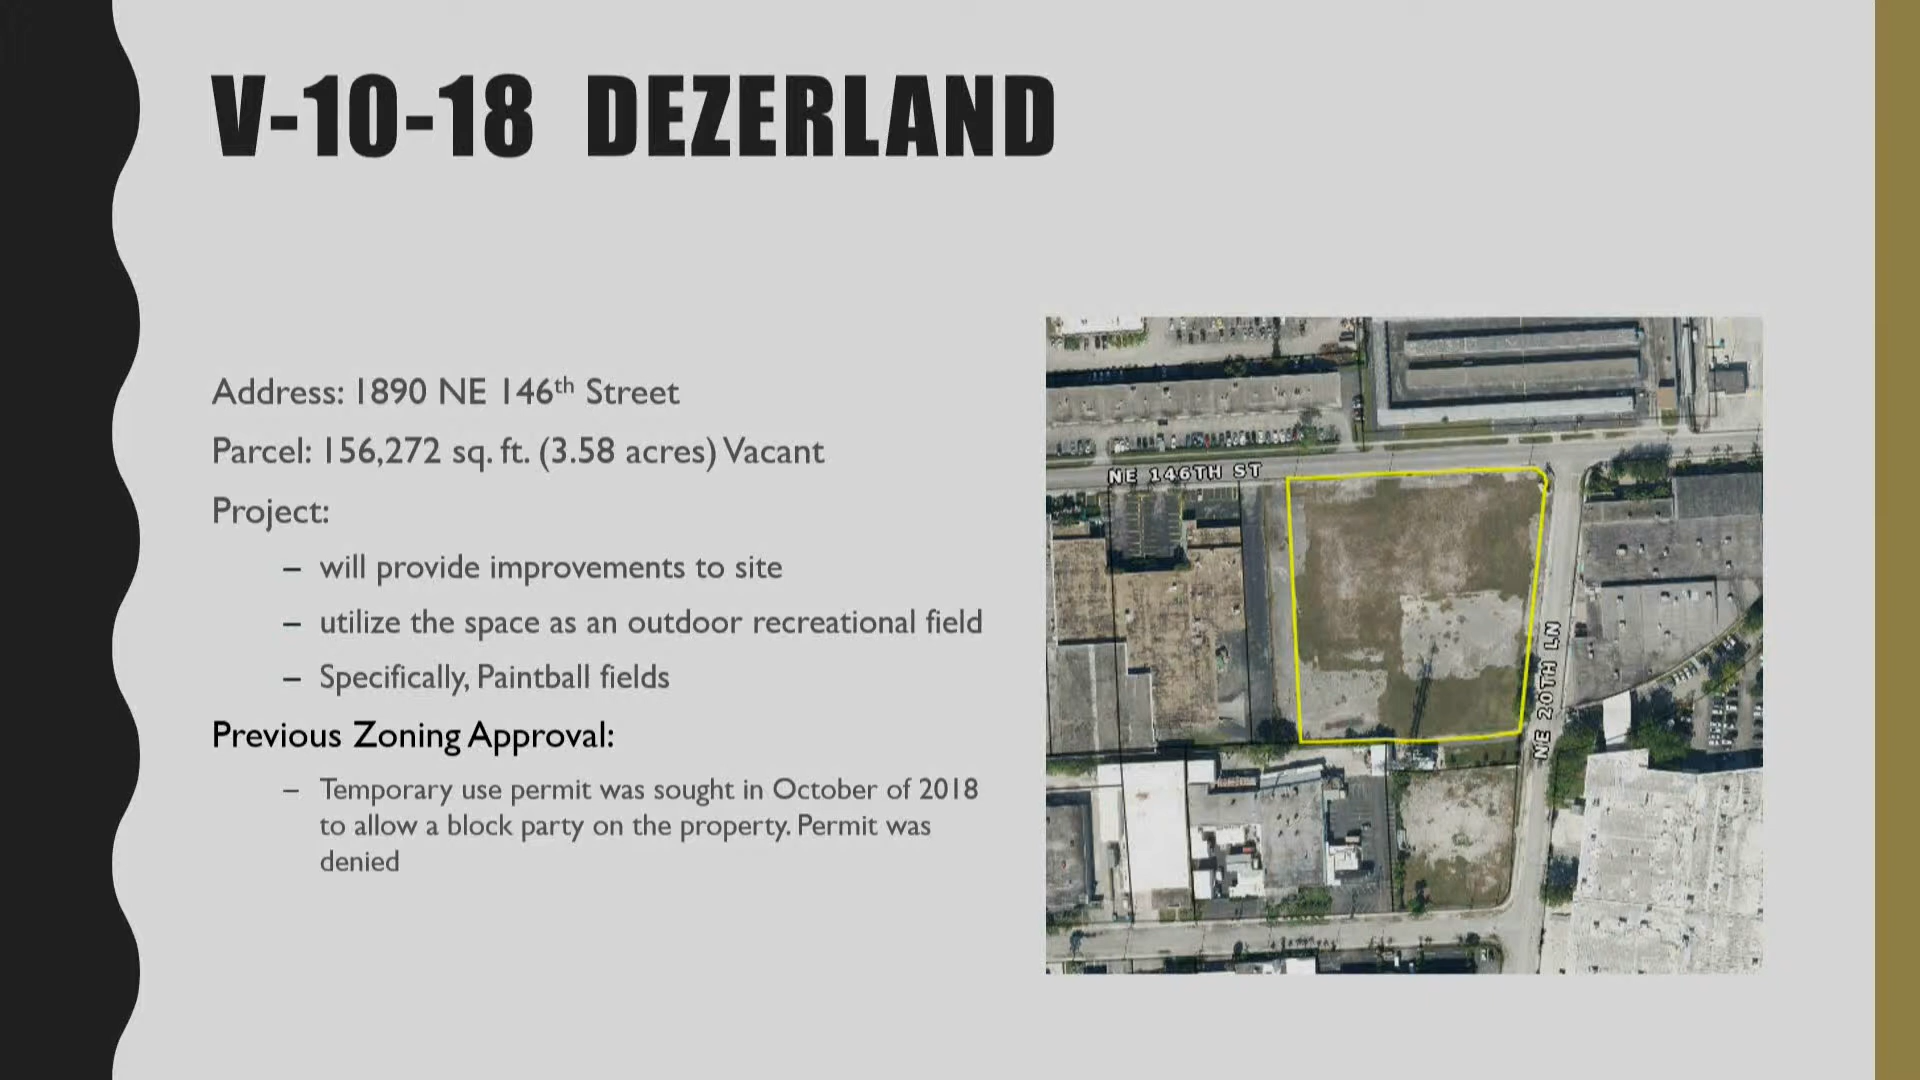 V-10-18 DEZERLAND
Address: 1890 NE 146th Street
Parcel: 156,272 sq. ft. (3.58 acres) Vacant
Project:
– will provide improvements to site
– utilize the space as an outdoor recreational field
– Specifically, Paintball fields
Previous Zoning Approval:
– Temporary use permit was sought in October of 2018
to allow a block party on the property. Permit was
denied
NE 146TH ST
NE 20TH LN